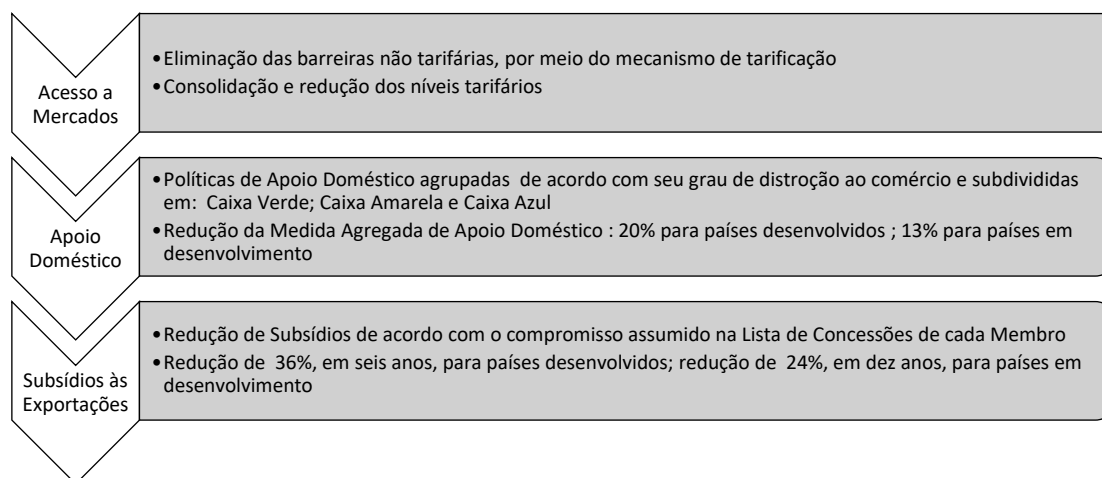 Acesso a
Mercados
•Eliminação das barreiras não tarifárias, por meio do mecanismo de tarificação
•Consolidação e redução dos níveis tarifários
Apoio
Doméstico
•Políticas de Apoio Doméstico agrupadas  de acordo com seu grau de distroção ao comércio e subdivididas
em:  Caixa Verde; Caixa Amarela e Caixa Azul
•Redução da Medida Agregada de Apoio Doméstico : 20% para países desenvolvidos ; 13% para países em
desenvolvimento
Subsídios às
Exportações
•Redução de Subsídios de acordo com o compromisso assumido na Lista de Concessões de cada Membro
•Redução de  36%, em seis anos, para países desenvolvidos; redução de  24%, em dez anos, para países em
desenvolvimento